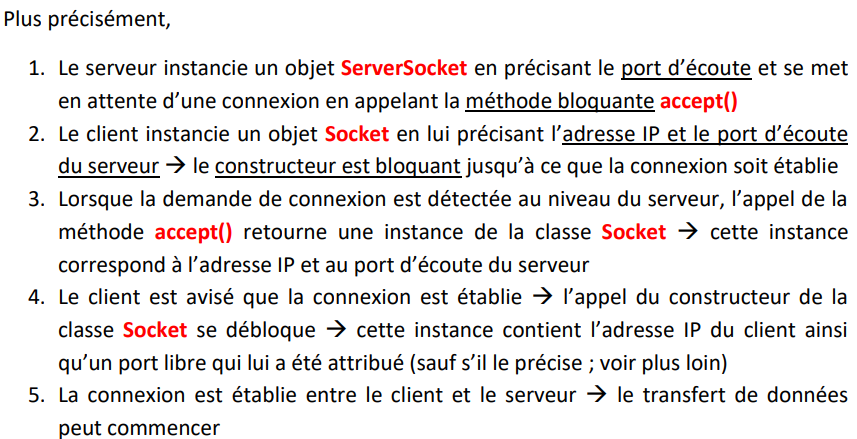 Plus précisément,
1. Le serveur instancie un objet ServerSocket en précisant le port d’écoute et se met
en attente d’une connexion en appelant la méthode bloquante accept()
2. Le client instancie un objet Socket en lui précisant l’adresse IP et le port d’écoute
du serveur → le constructeur est bloquant jusqu’à ce que la connexion soit établie
3. Lorsque la demande de connexion est détectée au niveau du serveur, l’appel de la
méthode accept() retourne une instance de la classe Socket → cette instance
correspond à l’adresse IP et au port d’écoute du serveur
4. Le client est avisé que la connexion est établie → l’appel du constructeur de la
classe Socket se débloque → cette instance contient l’adresse IP du client ainsi
qu’un port libre qui lui a été attribué (sauf s’il le précise ; voir plus loin)
5. La connexion est établie entre le client et le serveur → le transfert de données
peut commencer